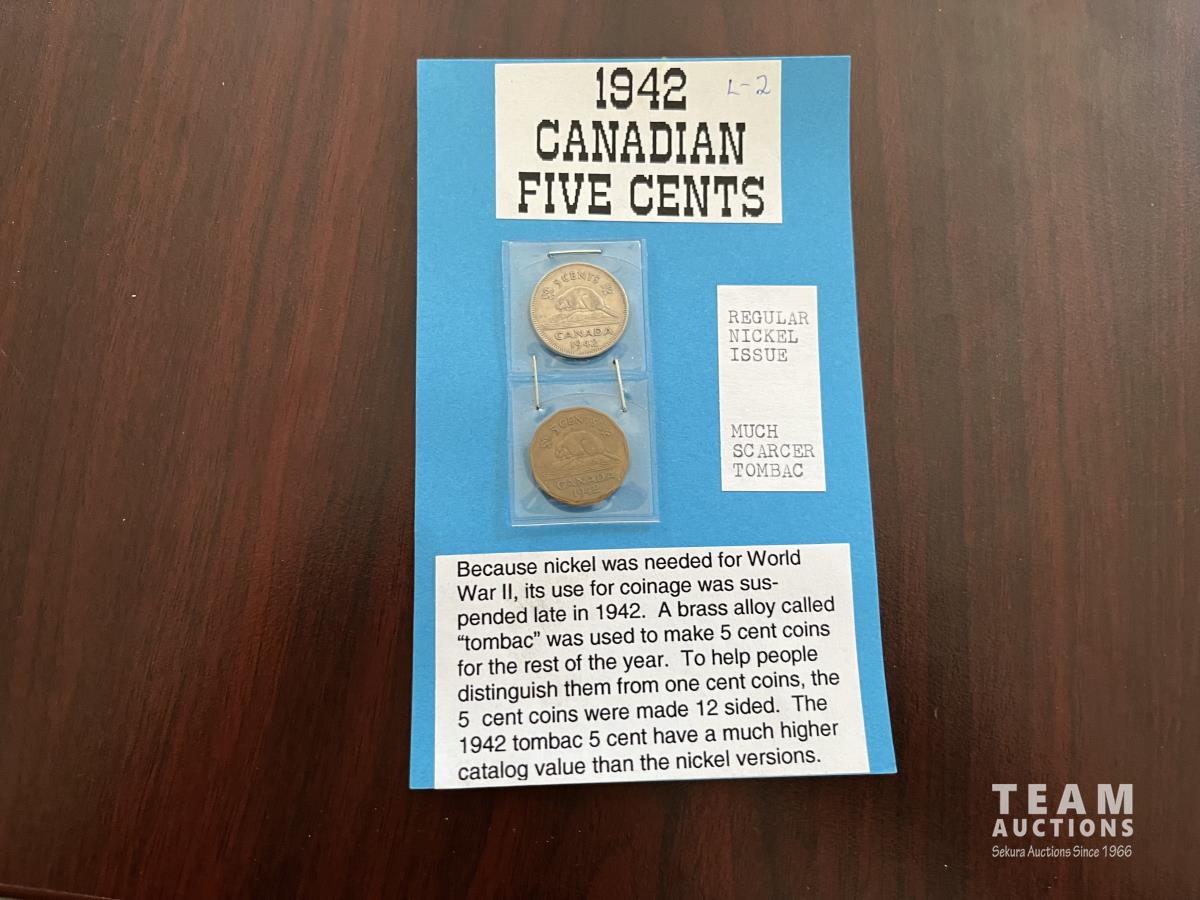 1942
L-2
CANADIAN
FIVE CENTS
5 CENTS
CANADA
1942
REGULAR
NICKEL
ISSUE
5 CENTS
CANADA
1942
MUCH
SCARCER
TOMBAC
Because nickel was needed for World
War II, its use for coinage was sus-
pended late in 1942.  A brass alloy called
“tombac” was used to make 5 cent coins
for the rest of the year.  To help people
distinguish them from one cent coins, the
5  cent coins were made 12 sided.  The
1942 tombac 5 cent have a much higher
catalog value than the nickel versions.
TEAM
AUCTIONS
Sekura Auctions Since 1966